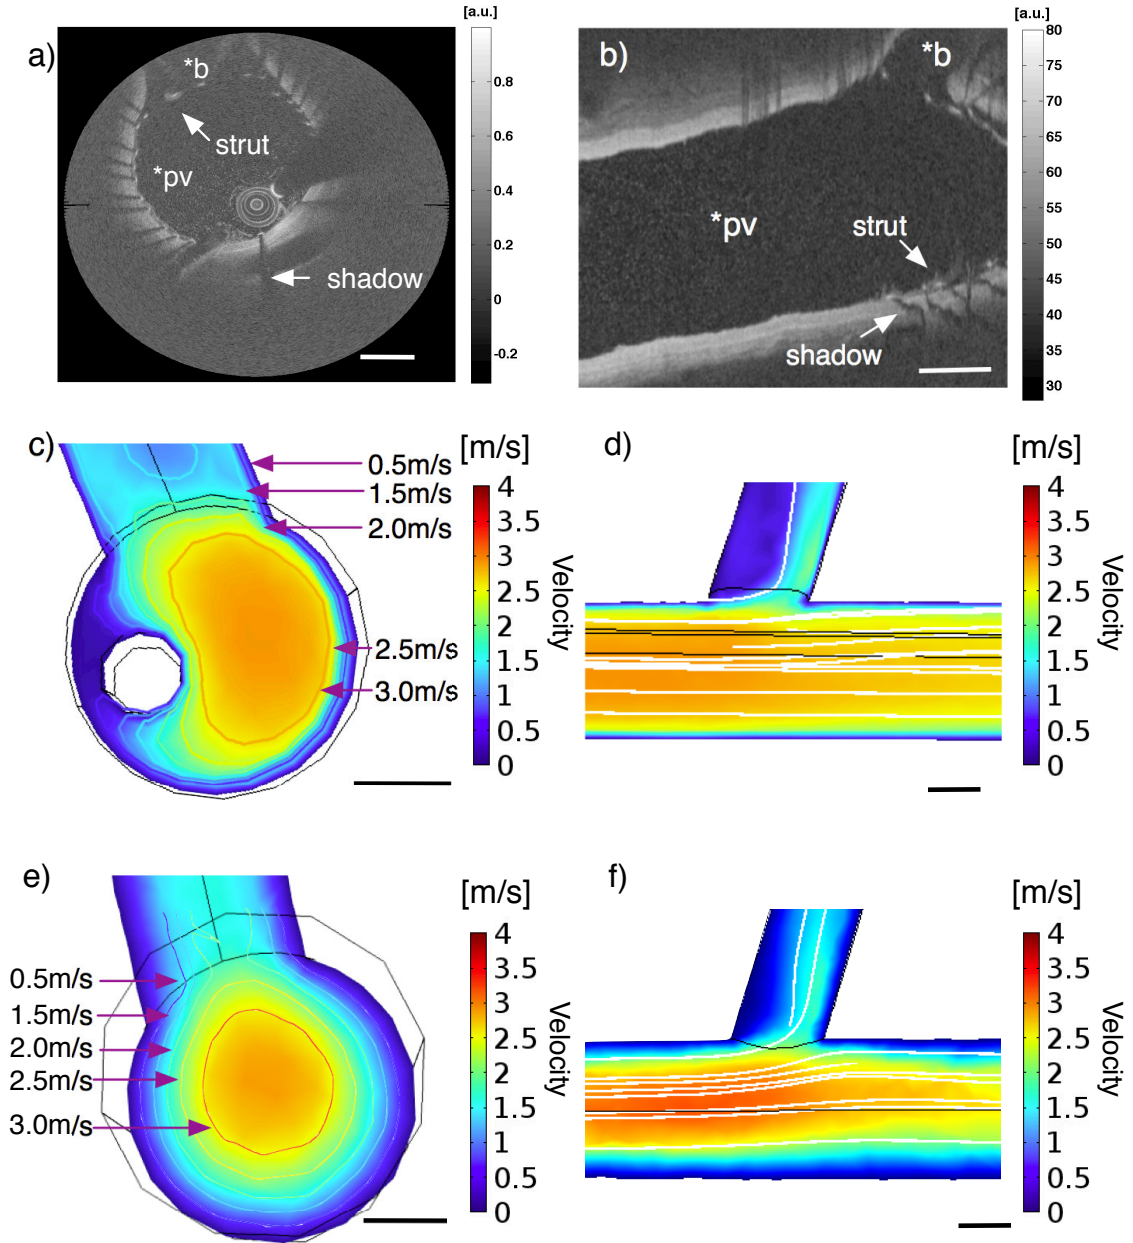 a)
[a.u.]
*b
strut
*pv
shadow
0.8
0.6
0.4
0.2
0
-0.2
b)
[a.u.]
*b
*pv
strut
shadow
80
75
70
65
60
55
50
45
40
35
30
c)
[m/s]
0.5m/s
1.5m/s
2.0m/s
2.5m/s
3.0m/s
4
3.5
3
2.5
2
1.5
1
0.5
0
Velocity
d)
[m/s]
4
3.5
3
2.5
2
1.5
1
0.5
0
Velocity
e)
[m/s]
0.5m/s
1.5m/s
2.0m/s
2.5m/s
3.0m/s
4
3.5
3
2.5
2
1.5
1
0.5
0
Velocity
f)
[m/s]
4
3.5
3
2.5
2
1.5
1
0.5
0
Velocity